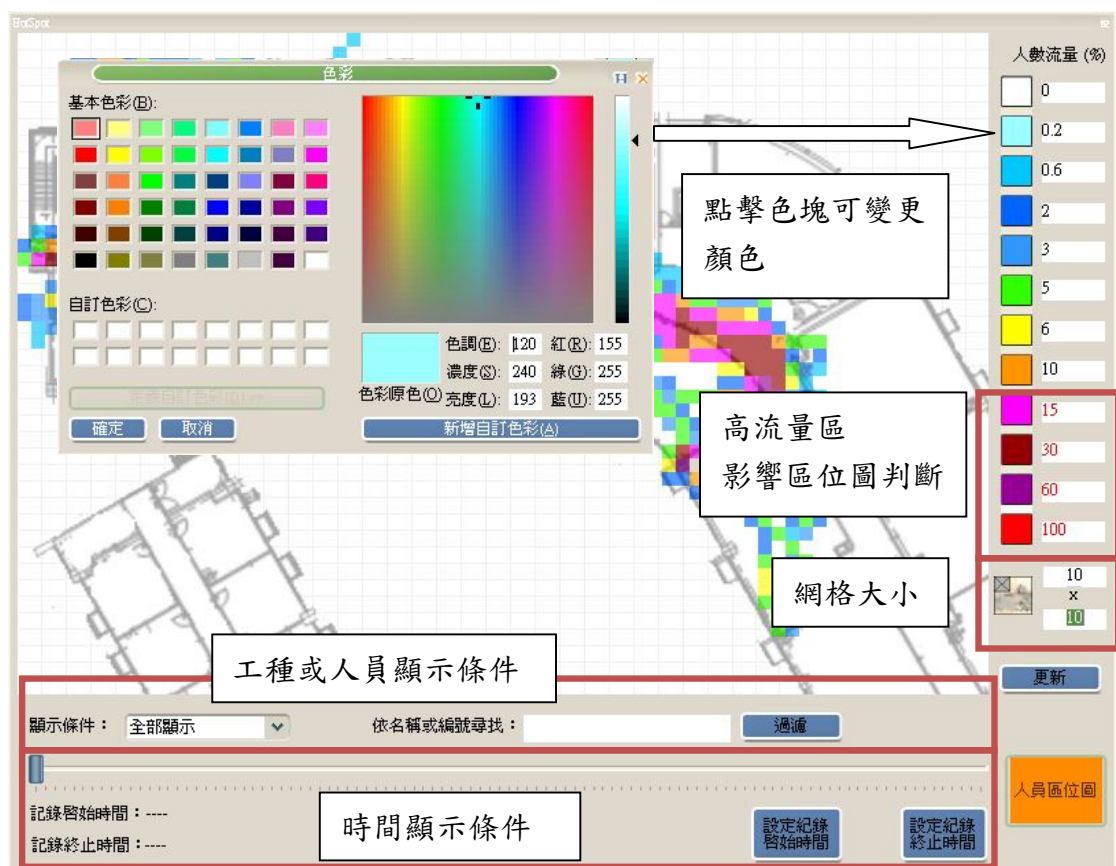 HotSpot
色彩
基本色彩(B):
自訂色彩(C):
色調(E): 120 紅(R): 155
濃度(S): 240 綠(G): 255
色彩原色(O) 亮度(L): 193 藍(U): 255
確定
取消
新增自訂色彩(A)
點擊色塊可變更
顏色
高流量區
影響區位圖判斷
網格大小
人數流量 (%)
0
0.2
0.6
2
3
5
6
10
15
30
60
100
10
x
10
更新
工種或人員顯示條件
顯示條件： 全部顯示
依名稱或編號尋找：
過濾
時間顯示條件
記錄啓始時間：----
記錄終止時間：----
設定紀錄
啓始時間
設定紀錄
終止時間
人員區位圖